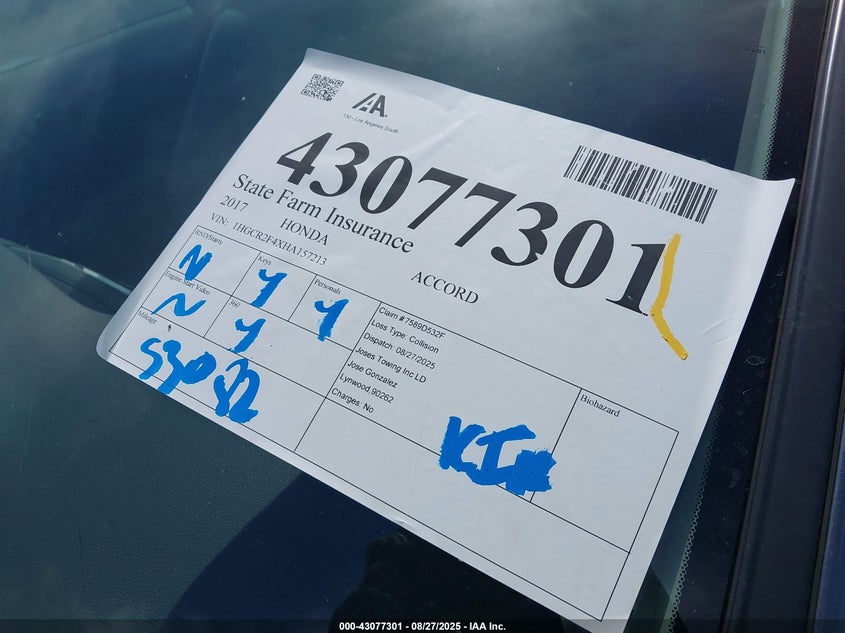 IAA.
130 - Los Angeles South
43077301
State Farm Insurance
2017 HONDA ACCORD
VIN: 1HGCR2F4XHA157213
RND/Starts
N
Keys
Y
Personals
Y
Engine Start Video
N
360
Y
Mileage
Claim # 7589D532F
Loss Type: Collision
Dispatch: 08/27/2025
Joses Towing Inc LD
Jose Gonzalez
Lynwood,90262
Charges: No
Biohazard
000-43077301 - 08/27/2025 - IAA Inc.